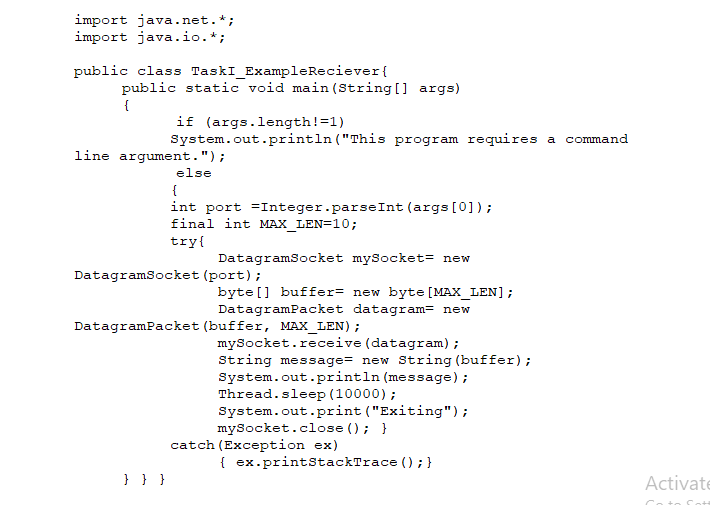 import java.net.*;
import java.io.*;
public class TaskI_ExampleReciever{
public static void main(String[] args)
{
if (args.length!=1)
System.out.println("This program requires a command
line argument.");
else
{
int port =Integer.parseInt(args[0]);
final int MAX_LEN=10;
try{
DatagramSocket mySocket= new
DatagramSocket(port);
byte[] buffer= new byte[MAX_LEN];
DatagramPacket datagram= new
DatagramPacket(buffer, MAX_LEN);
mySocket.receive(datagram);
String message= new String(buffer);
System.out.println(message);
Thread.sleep(10000);
System.out.print("Exiting");
mySocket.close(); }
catch(Exception ex)
{ ex.printStackTrace();}
} } }
Activate